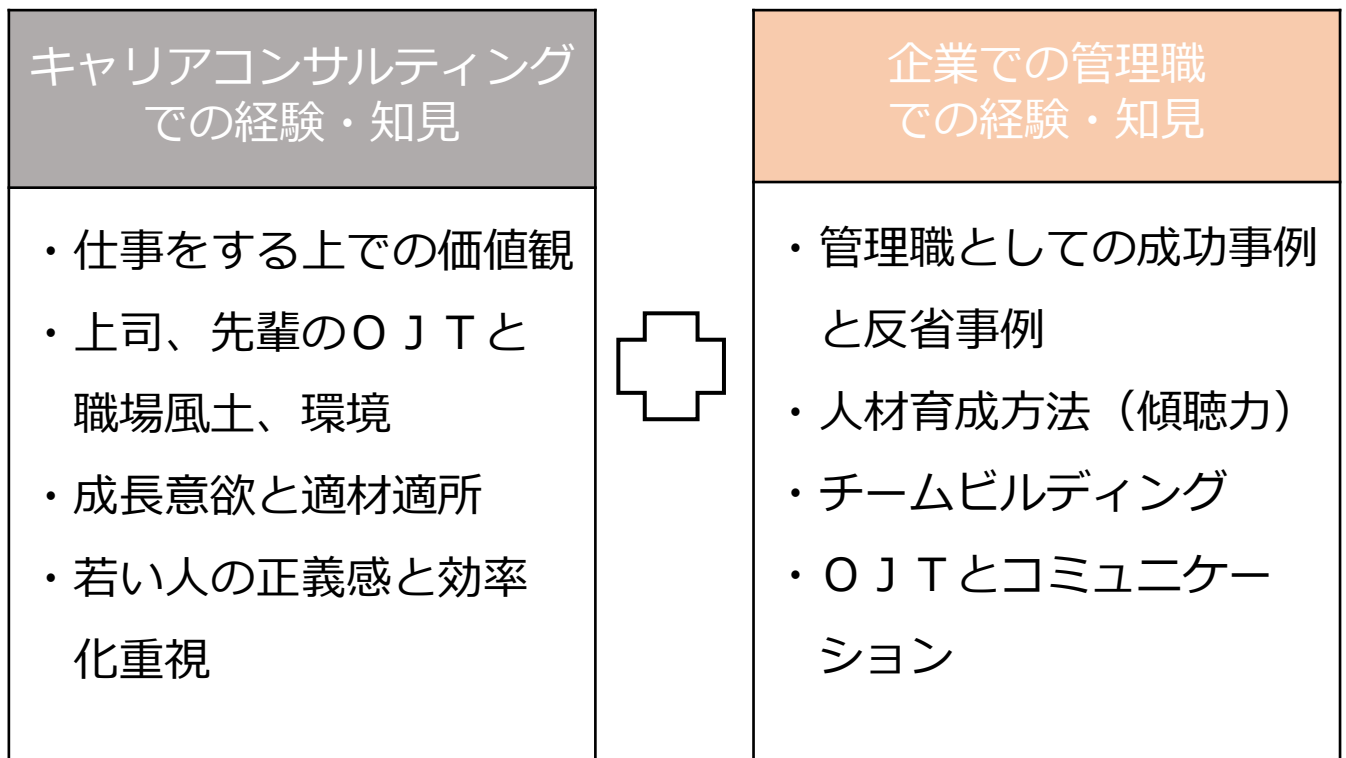 キャリアコンサルティング
での経験・知見
・仕事をする上での価値観
・上司、先輩のＯＪＴと
職場風土、環境
・成長意欲と適材適所
・若い人の正義感と効率
化重視
企業での管理職
での経験・知見
・管理職としての成功事例
と反省事例
・人材育成方法（傾聴力）
・チームビルディング
・ＯＪＴとコミュニケー
ション